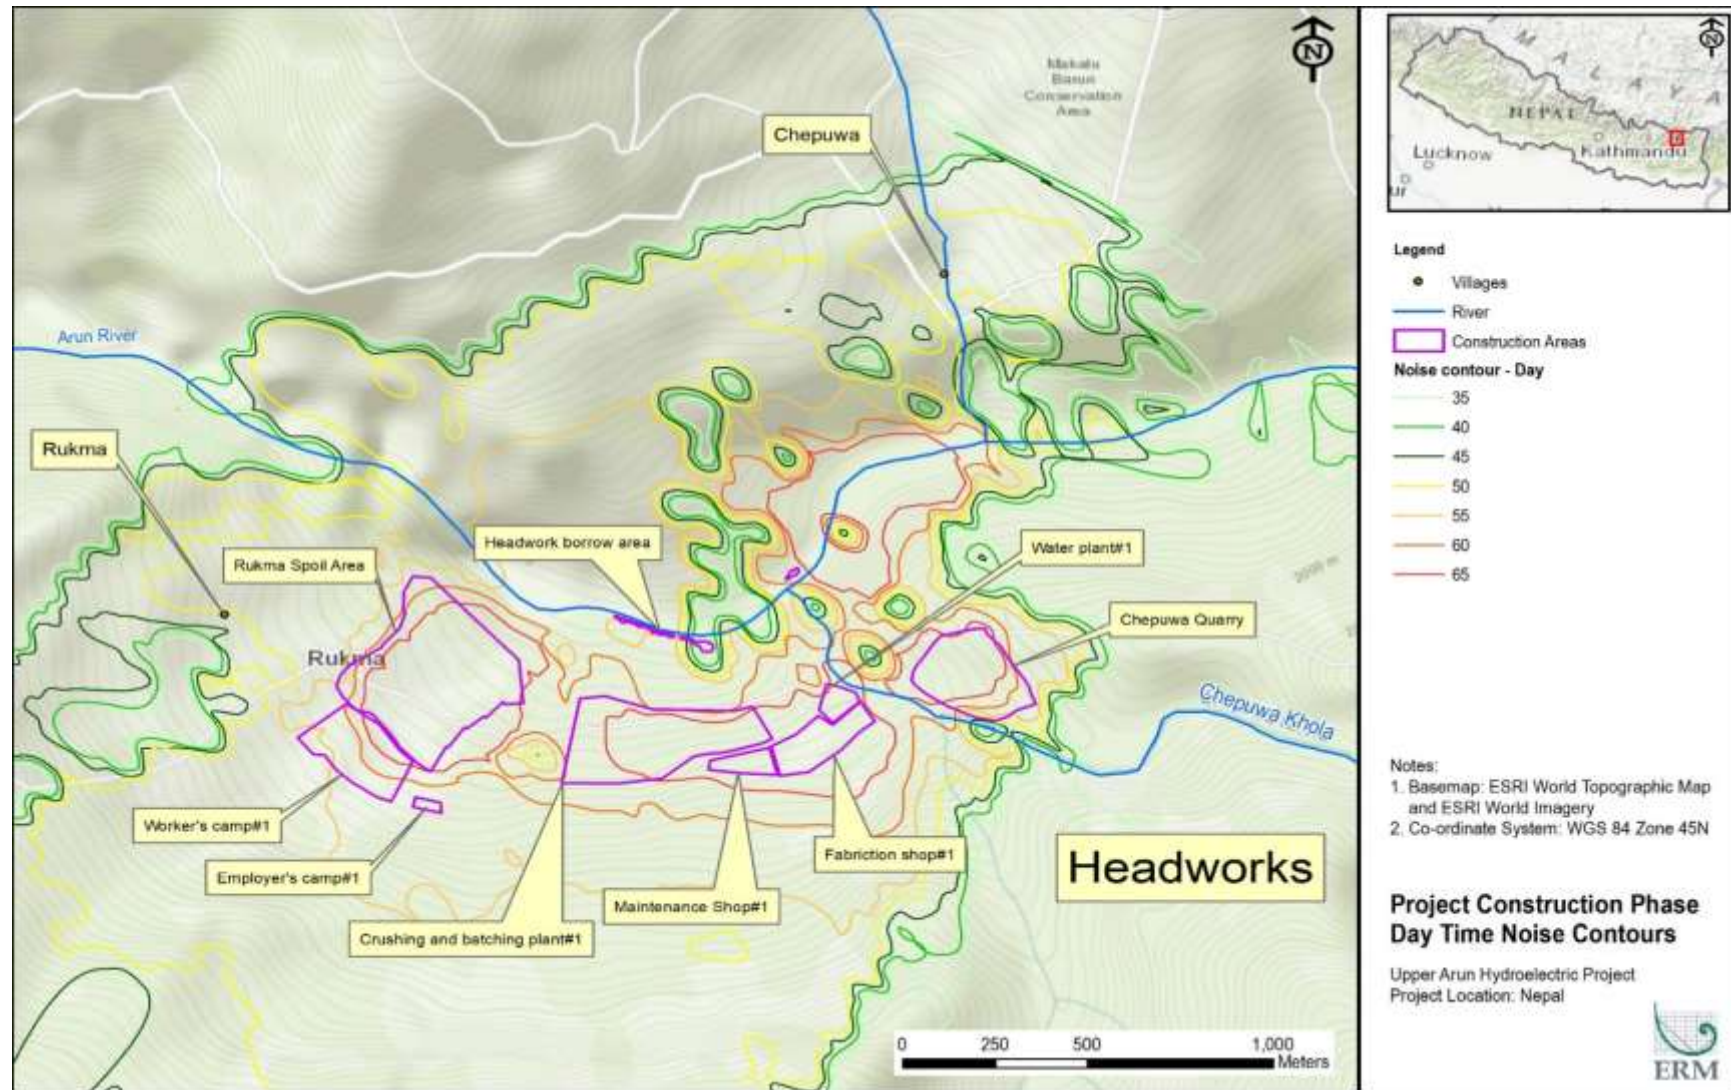 N
Makalu
Barun
Conservation
Area
Chepuwa
Arun River
Rukma
Rukma Spoil Area
Headwork borrow area
Water plant#1
Chepuwa Quarry
Rukma
Chepuwa Khola
Worker's camp#1
Employer's camp#1
Crushing and batching plant#1
Maintenance Shop#1
Fabriction shop#1
Headworks
0 250 500 1,000
Meters
N
M A L A Y A
NEPAL
Lucknow
Kathmandu
ur
Legend
Villages
River
Construction Areas
Noise contour - Day
35
40
45
50
55
60
65
Notes:
1. Basemap: ESRI World Topographic Map
and ESRI World Imagery
2. Co-ordinate System: WGS 84 Zone 45N
Project Construction Phase
Day Time Noise Contours
Upper Arun Hydroelectric Project
Project Location: Nepal
ERM